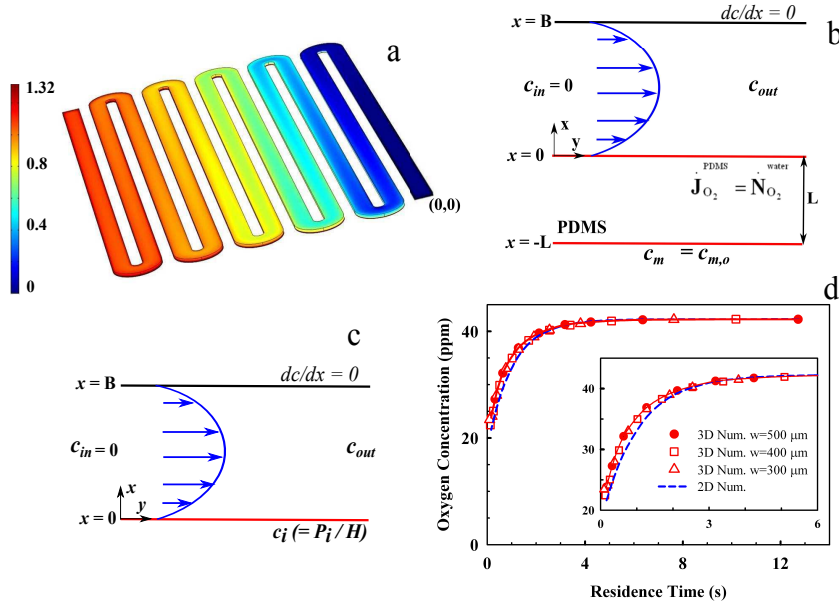 a
1.32
0.8
0.4
0
(0,0)
b
x = B
dc/dx = 0
c_in = 0
c_out
x
y
x = 0
J̇_O₂^PDMS = Ṅ_O₂^water
L
PDMS
x = -L
c_m = c_m,o
c
x = B
dc/dx = 0
c_in = 0
c_out
x
y
x = 0
c_i (= P_i / H)
d
Oxygen Concentration (ppm)
40
20
0
0
4
8
12
Residence Time (s)
40
30
20
0
3
6
3D Num. w=500 μm
3D Num. w=400 μm
3D Num. w=300 μm
2D Num.